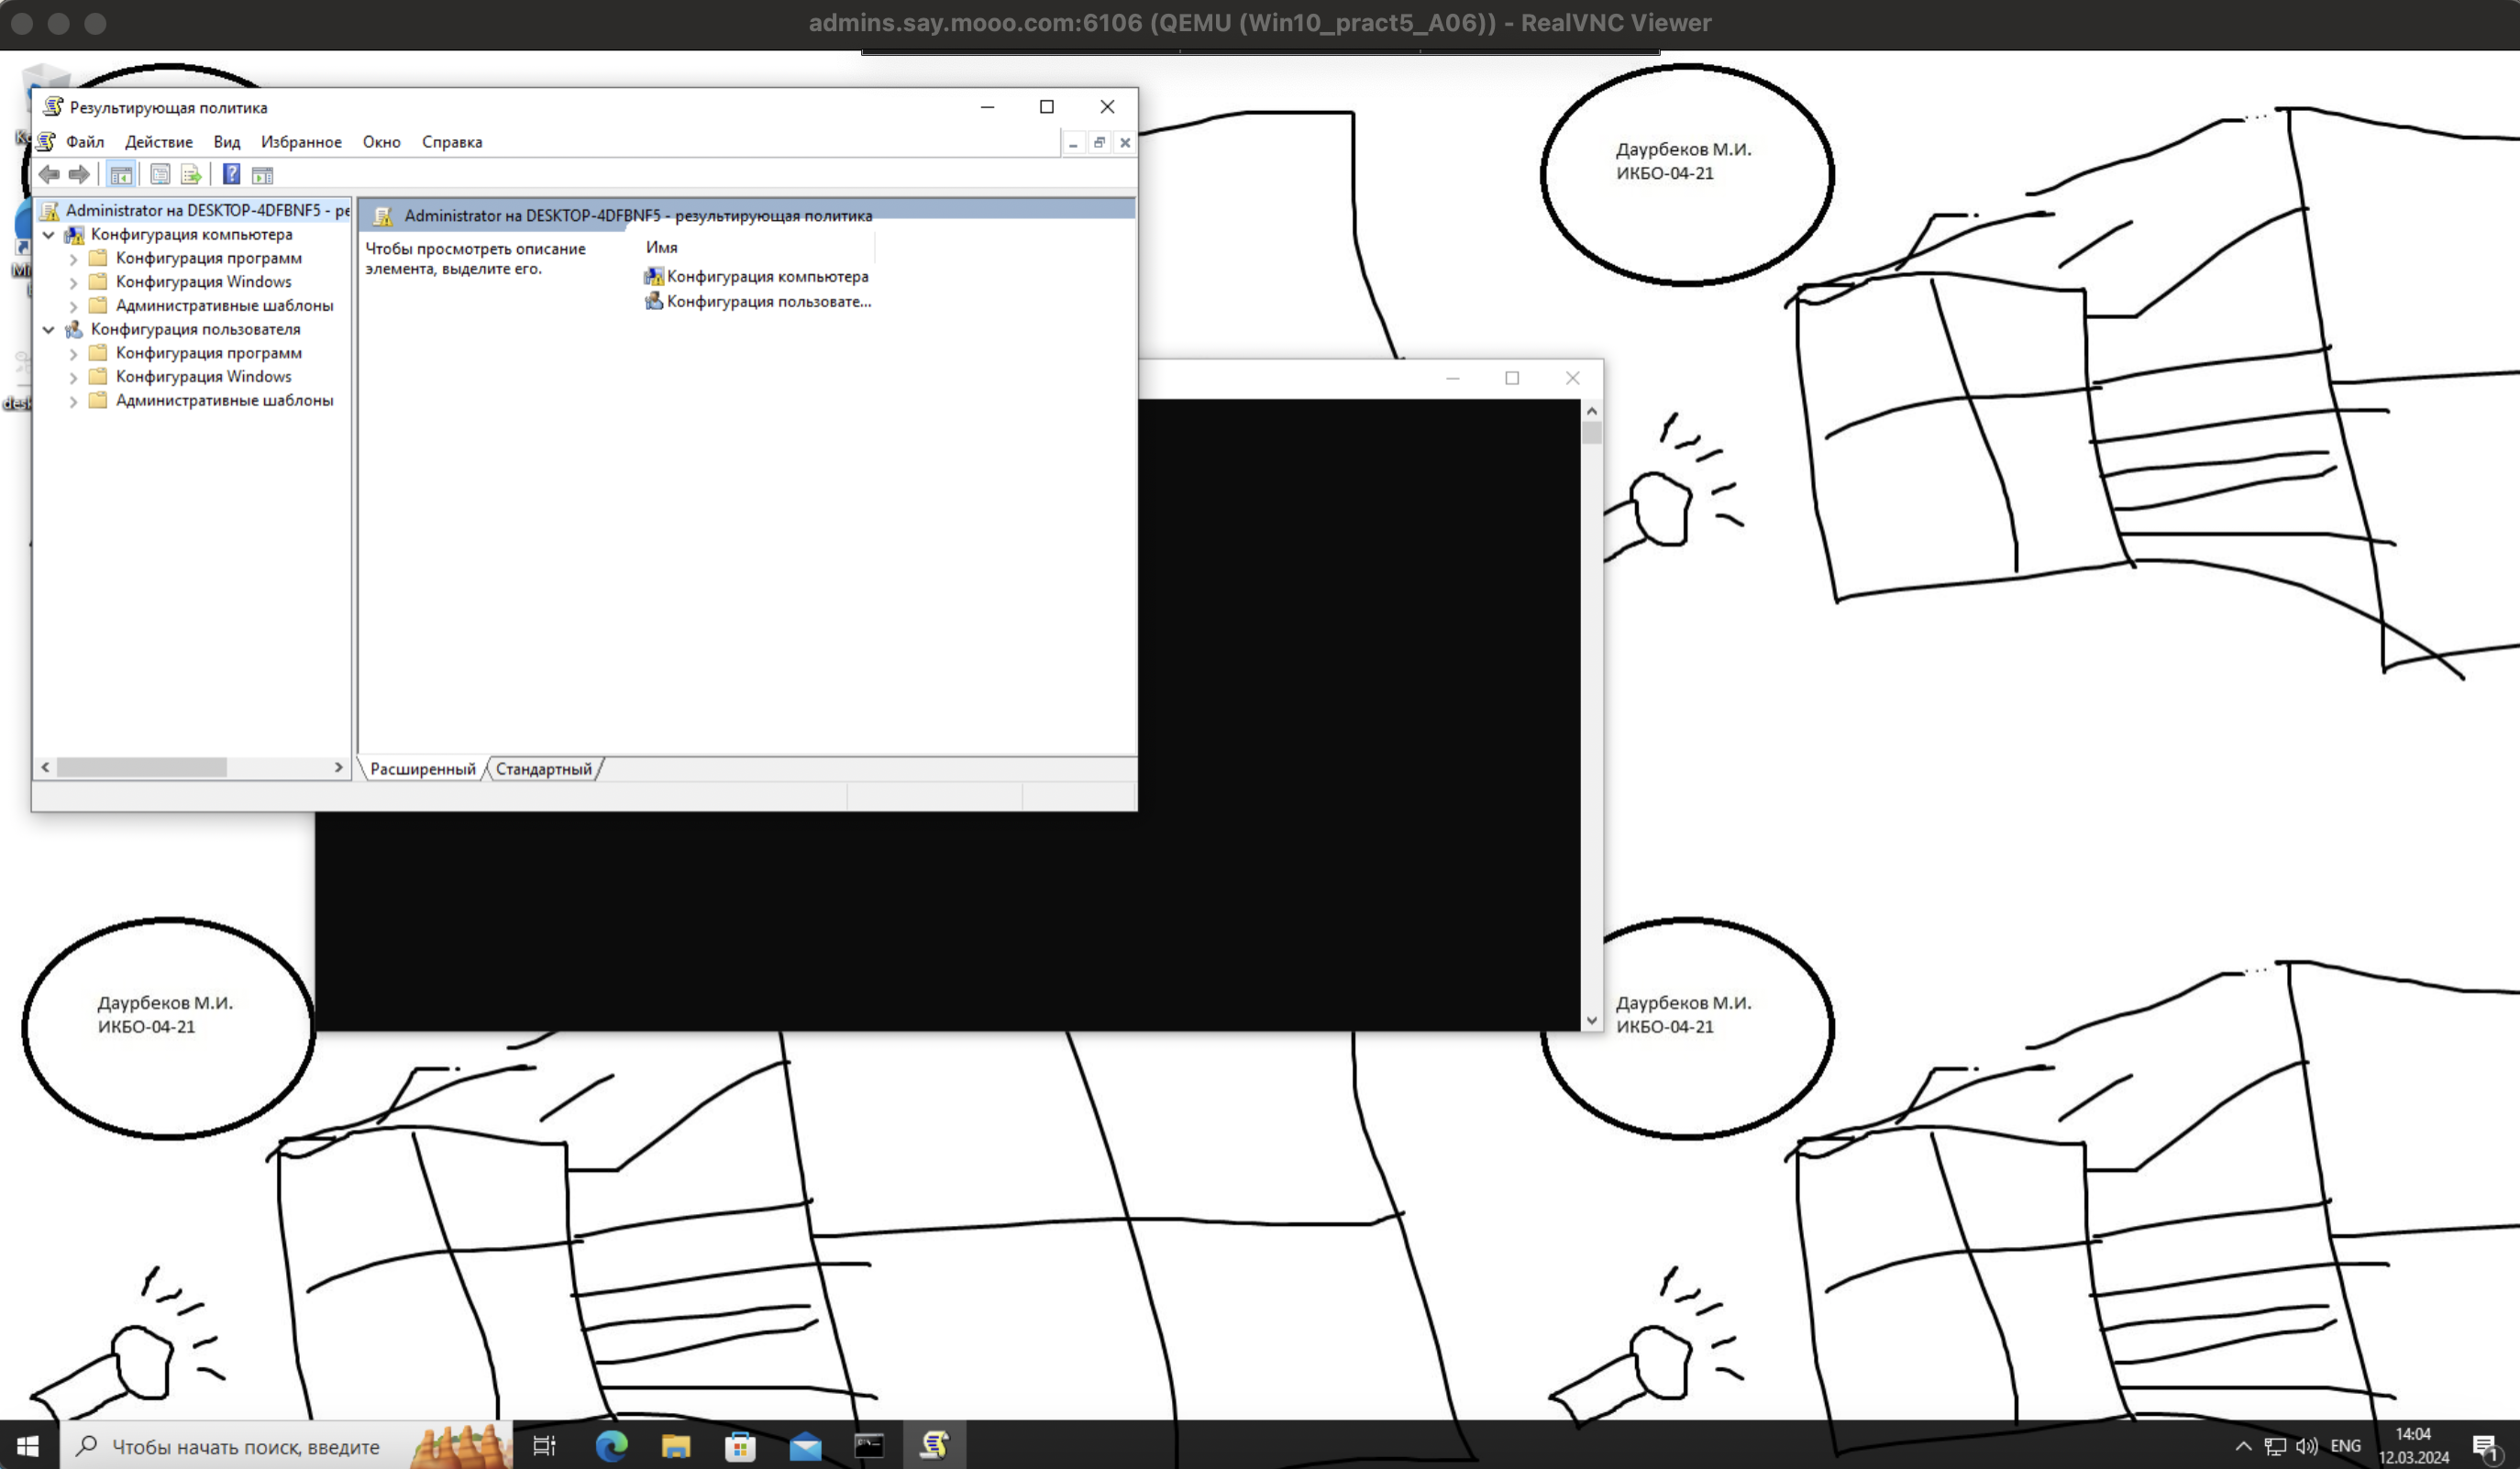 admins.say.mooo.com:6106 (QEMU (Win10_pract5_A06)) - RealVNC Viewer
Результирующая политика
Файл Действие Вид Избранное Окно Справка
Administrator на DESKTOP-4DFBNF5 - ре
Конфигурация компьютера
Конфигурация программ
Конфигурация Windows
Административные шаблоны
Конфигурация пользователя
Конфигурация программ
Конфигурация Windows
Административные шаблоны
Administrator на DESKTOP-4DFBNF5 - результирующая политика
Чтобы просмотреть описание
элемента, выделите его.
Имя
Конфигурация компьютера
Конфигурация пользовате...
Расширенный Стандартный
Даурбеков М.И.
ИКБО-04-21
Даурбеков М.И.
ИКБО-04-21
Даурбеков М.И.
ИКБО-04-21
Чтобы начать поиск, введите
ENG
14:04
12.03.2024
1